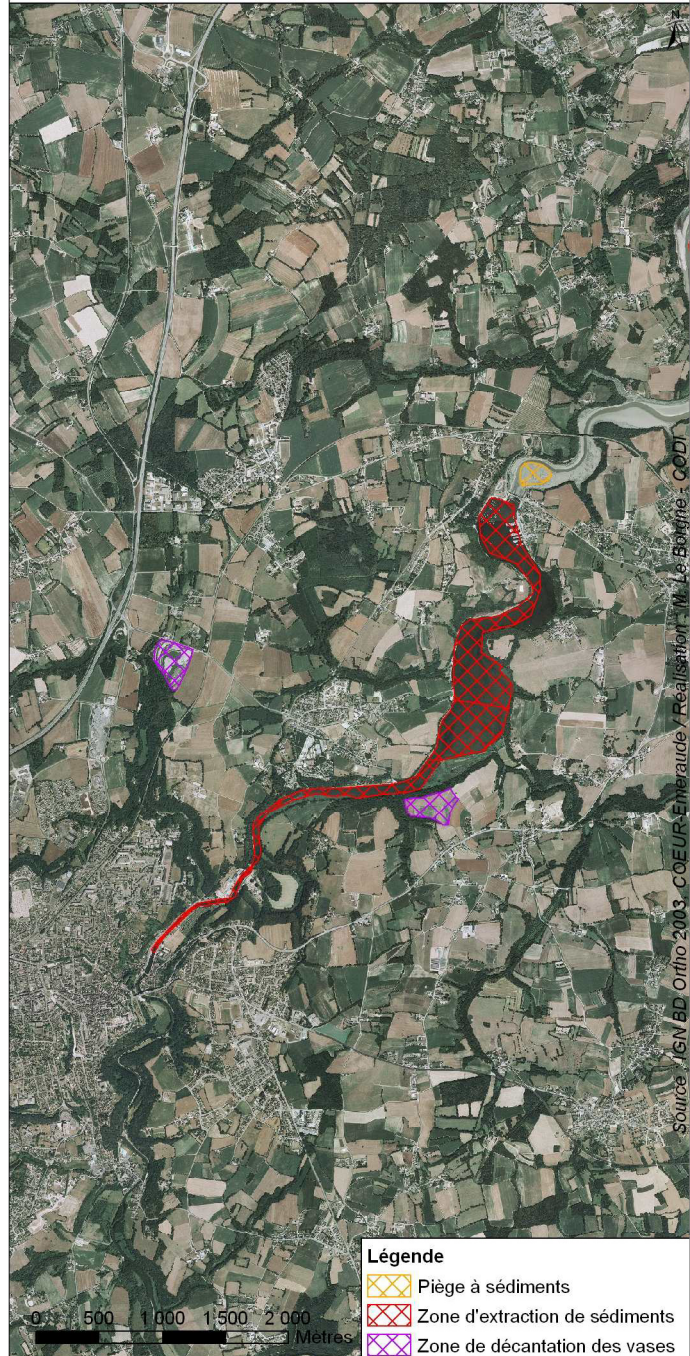 N
Source : IGN BD Ortho 2003, COEUR-Emeraude / Réalisation : M. Le Borgne - CODI
Légende
Piège à sédiments
Zone d'extraction de sédiments
Zone de décantation des vases
0 500 1 000 1 500 2 000
Mètres